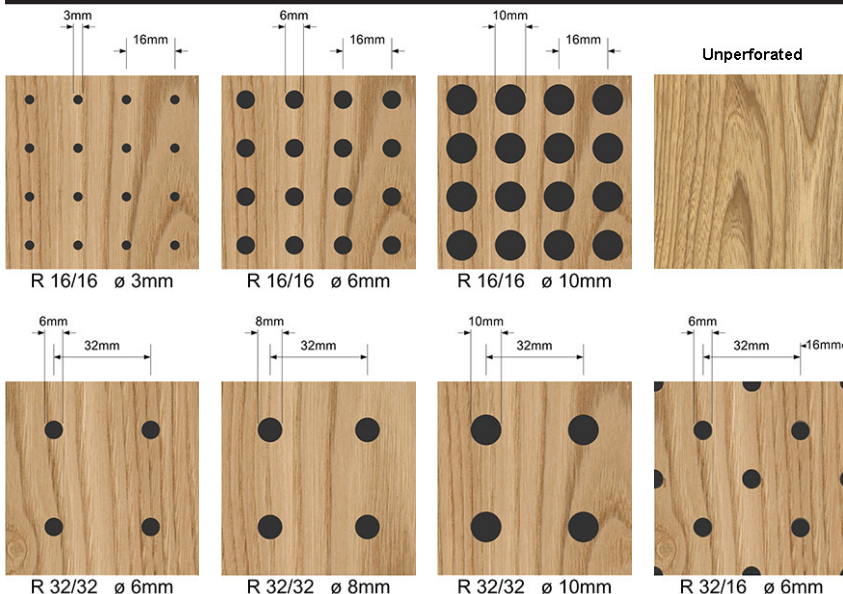 3mm
16mm
6mm
16mm
10mm
16mm
Unperforated
R 16/16 ø 3mm
R 16/16 ø 6mm
R 16/16 ø 10mm
6mm
32mm
8mm
32mm
10mm
32mm
6mm
32mm
16mm
R 32/32 ø 6mm
R 32/32 ø 8mm
R 32/32 ø 10mm
R 32/16 ø 6mm